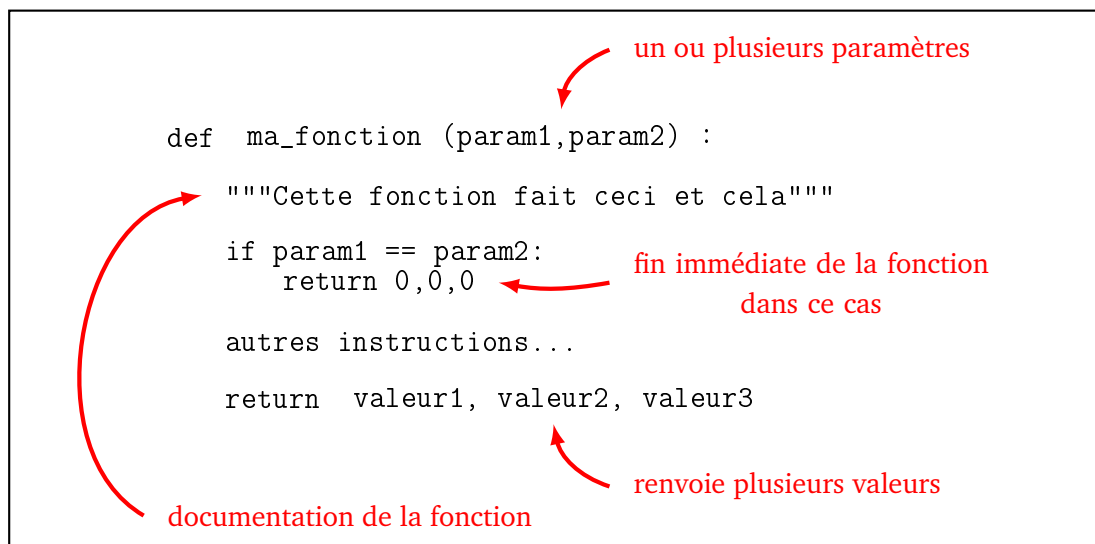 un ou plusieurs paramètres
def ma_fonction (param1,param2) :
"""Cette fonction fait ceci et cela"""
if param1 == param2:
return 0,0,0
fin immédiate de la fonction
dans ce cas
autres instructions...
return valeur1, valeur2, valeur3
renvoie plusieurs valeurs
documentation de la fonction